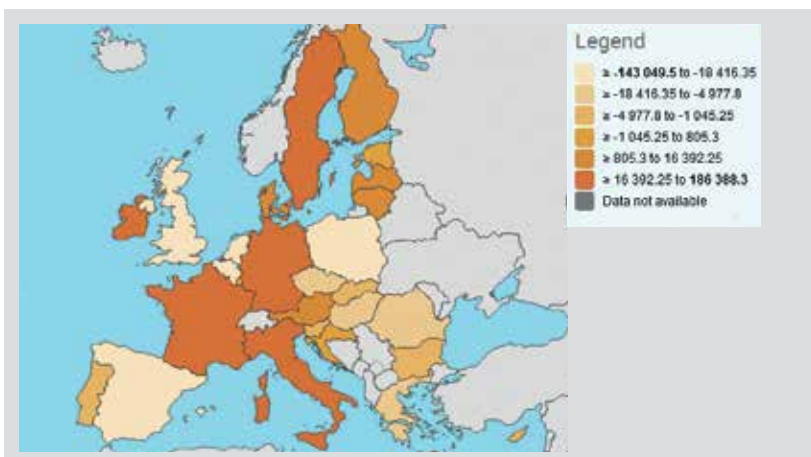 Legend
≥ -143 049.5 to -18 416.35
≥ -18 416.35 to -4 977.8
≥ -4 977.8 to -1 045.25
≥ -1 045.25 to 805.3
≥ 805.3 to 16 392.25
≥ 16 392.25 to 186 388.3
Data not available